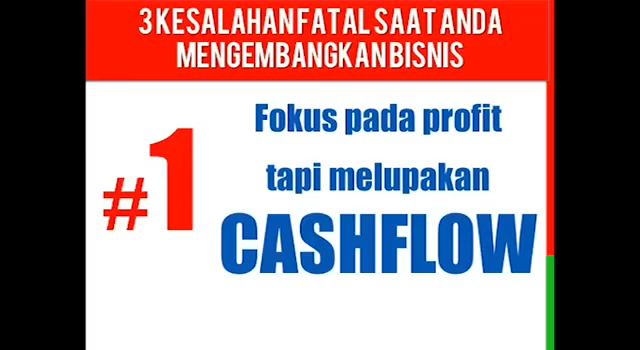 3 KESALAHAN FATAL SAAT ANDA
MENGEMBANGKAN BISNIS
#1
Fokus pada profit
tapi melupakan
CASHFLOW